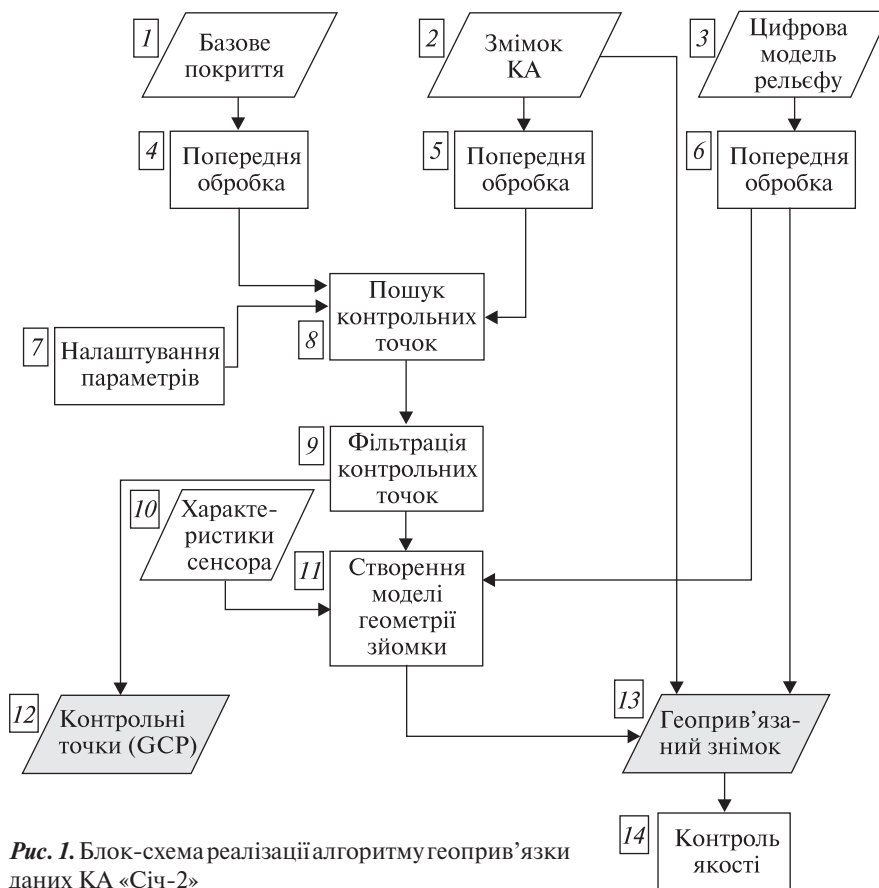 1
Базове
покриття
2
Змімок
КА
3
Цифрова
модель
рельєфу
4
Попередня
обробка
5
Попередня
обробка
6
Попередня
обробка
7
Налаштування
параметрів
8
Пошук
контрольних
точок
9
Фільтрація
контрольних
точок
10
Характе-
ристики
сенсора
11
Створення
моделі
геометрії
зйомки
12
Контрольні
точки (GCP)
13
Геоприв’яза-
ний знімок
14
Контроль
якості
Рис. 1. Блок-схема реалізації алгоритму геоприв’язки
даних КА «Січ-2»